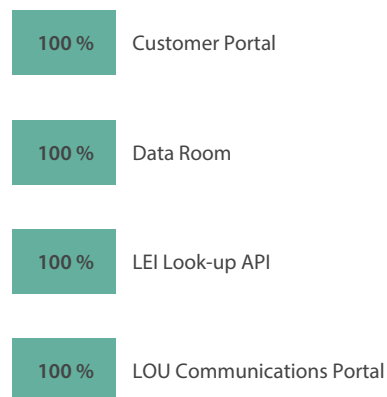 100 % Customer Portal
100 % Data Room
100 % LEI Look-up API
100 % LOU Communications Portal